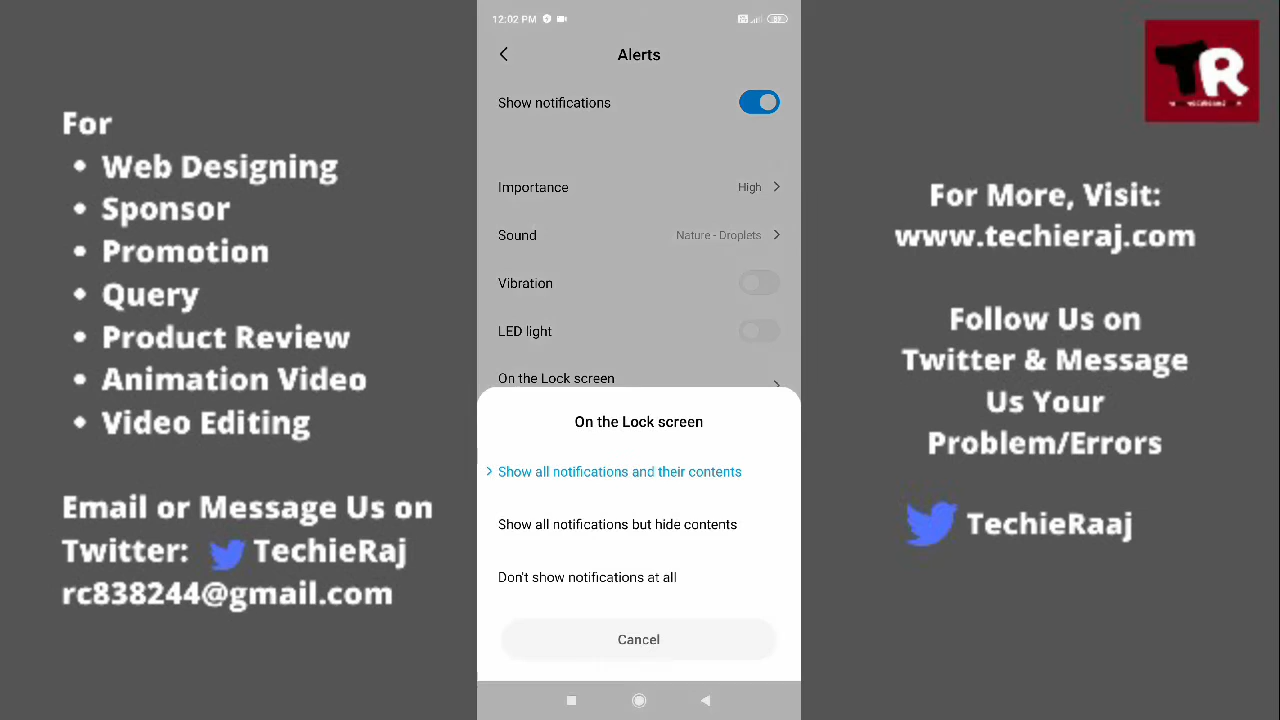 For
• Web Designing
• Sponsor
• Promotion
• Query
• Product Review
• Animation Video
• Video Editing
Email or Message Us on
Twitter: TechieRaj
rc838244@gmail.com
12:02 PM
Alerts
Show notifications
Importance High
Sound Nature - Droplets
Vibration
LED light
On the Lock screen
On the Lock screen
Show all notifications and their contents
Show all notifications but hide contents
Don't show notifications at all
Cancel
TR
For More, Visit:
www.techieraj.com
Follow Us on
Twitter & Message
Us Your
Problem/Errors
TechieRaaj